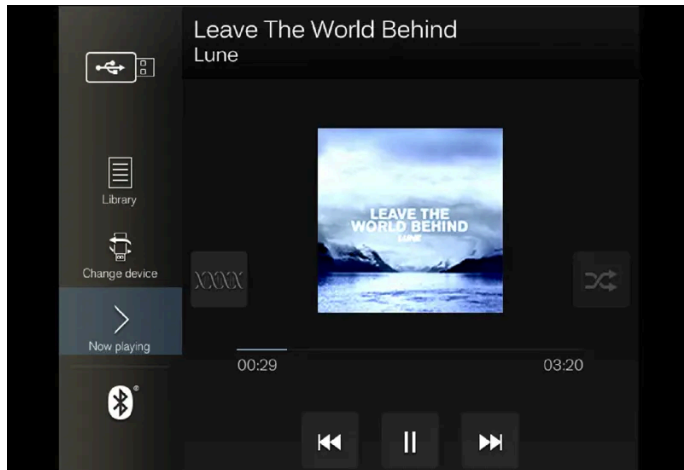 Leave The World Behind
Lune
Library
LEAVE THE
WORLD BEHIND
LUNE
Change device
XXXX
Now playing
00:29
03:20